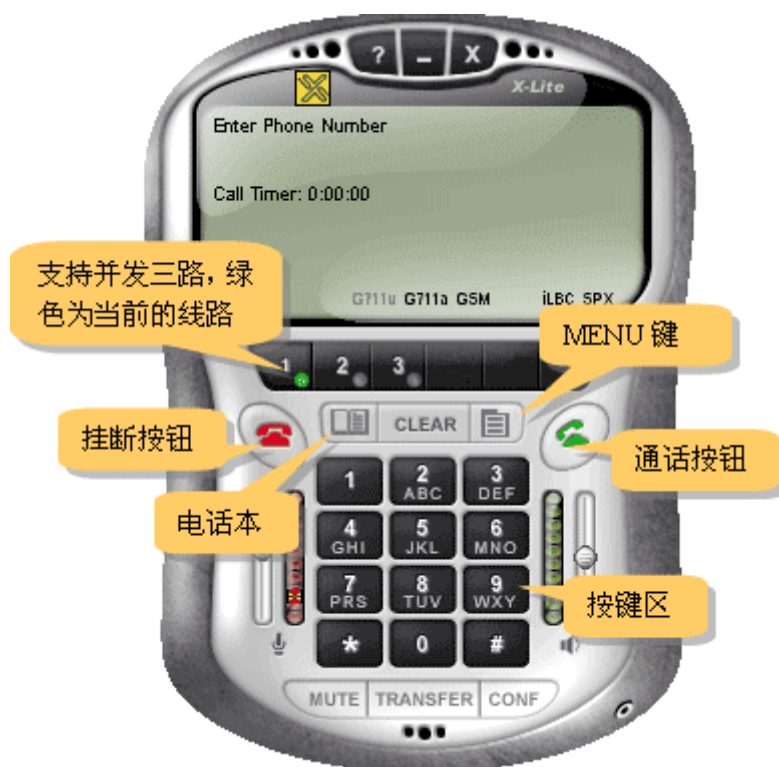 ? – X
X-Lite
Enter Phone Number
Call Timer: 0:00:00
支持并发三路，绿
色为当前的线路
G711u G711a GSM iLBC SPX
MENU 键
1 2 3
挂断按钮
CLEAR
通话按钮
电话本
1 2 ABC 3 DEF
4 GHI 5 JKL 6 MNO
7 PRS 8 TUV 9 WXY
按键区
* 0 #
MUTE TRANSFER CONF